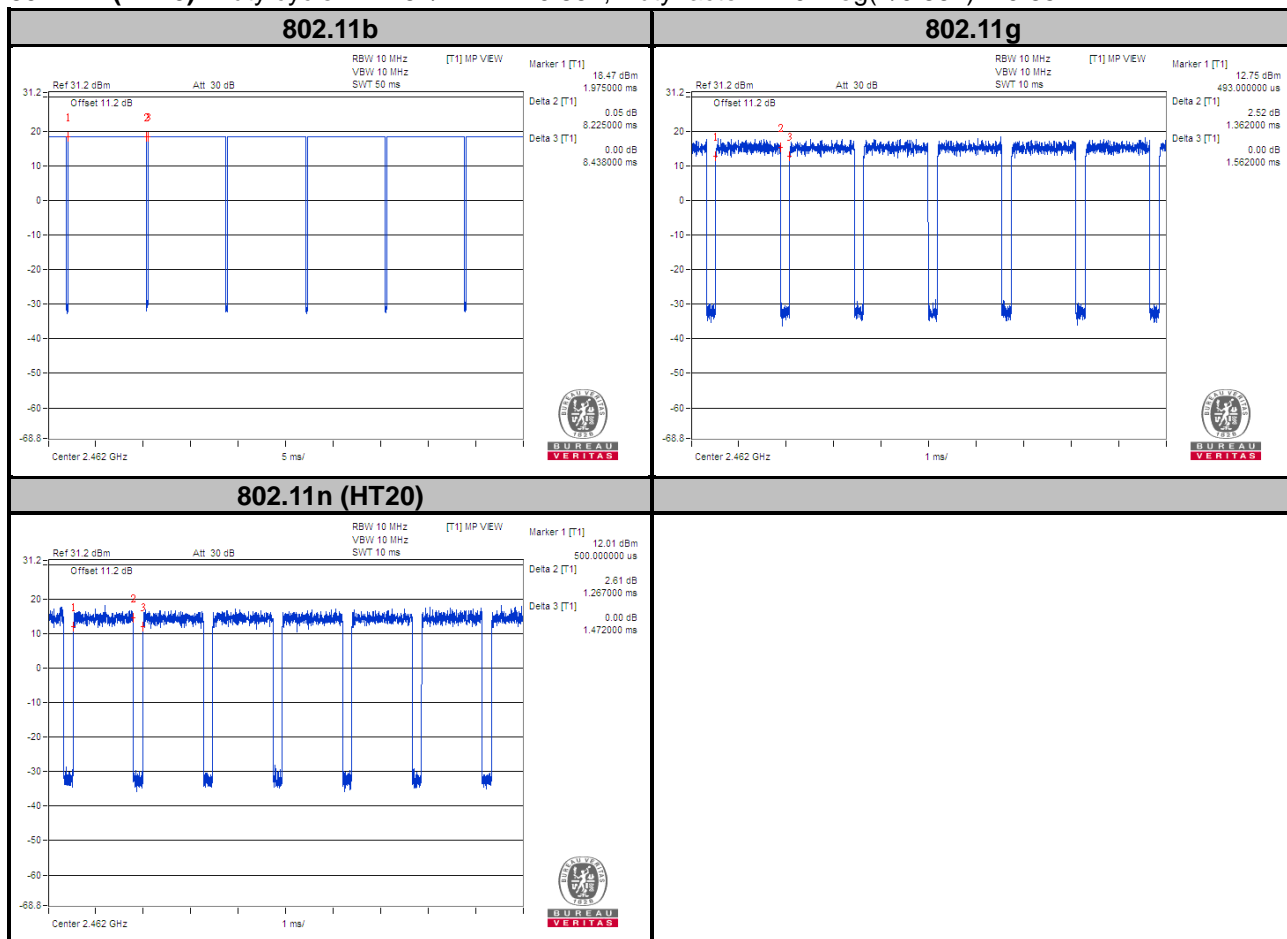 802.11b 802.11g
RBW 10 MHz [T1] MP VIEW
VBW 10 MHz
Ref 31.2 dBm Att 30 dB SWT 50 ms
Offset 11.2 dB
Marker 1 [T1]
18.47 dBm
1.975000 ms
Delta 2 [T1]
0.05 dB
8.225000 ms
Delta 3 [T1]
0.00 dB
8.438000 ms
1
2
3
31.2
20
10
0
-10
-20
-30
-40
-50
-60
-68.8
Center 2.462 GHz 5 ms/
BUREAU
VERITAS
RBW 10 MHz [T1] MP VIEW
VBW 10 MHz
Ref 31.2 dBm Att 30 dB SWT 10 ms
Offset 11.2 dB
Marker 1 [T1]
12.75 dBm
493.000000 us
Delta 2 [T1]
2.52 dB
1.362000 ms
Delta 3 [T1]
0.00 dB
1.562000 ms
1
2
3
31.2
20
10
0
-10
-20
-30
-40
-50
-60
-68.8
Center 2.462 GHz 1 ms/
BUREAU
VERITAS
802.11n (HT20)
RBW 10 MHz [T1] MP VIEW
VBW 10 MHz
Ref 31.2 dBm Att 30 dB SWT 10 ms
Offset 11.2 dB
Marker 1 [T1]
12.01 dBm
500.000000 us
Delta 2 [T1]
2.61 dB
1.267000 ms
Delta 3 [T1]
0.00 dB
1.472000 ms
1
2
3
31.2
20
10
0
-10
-20
-30
-40
-50
-60
-68.8
Center 2.462 GHz 1 ms/
BUREAU
VERITAS